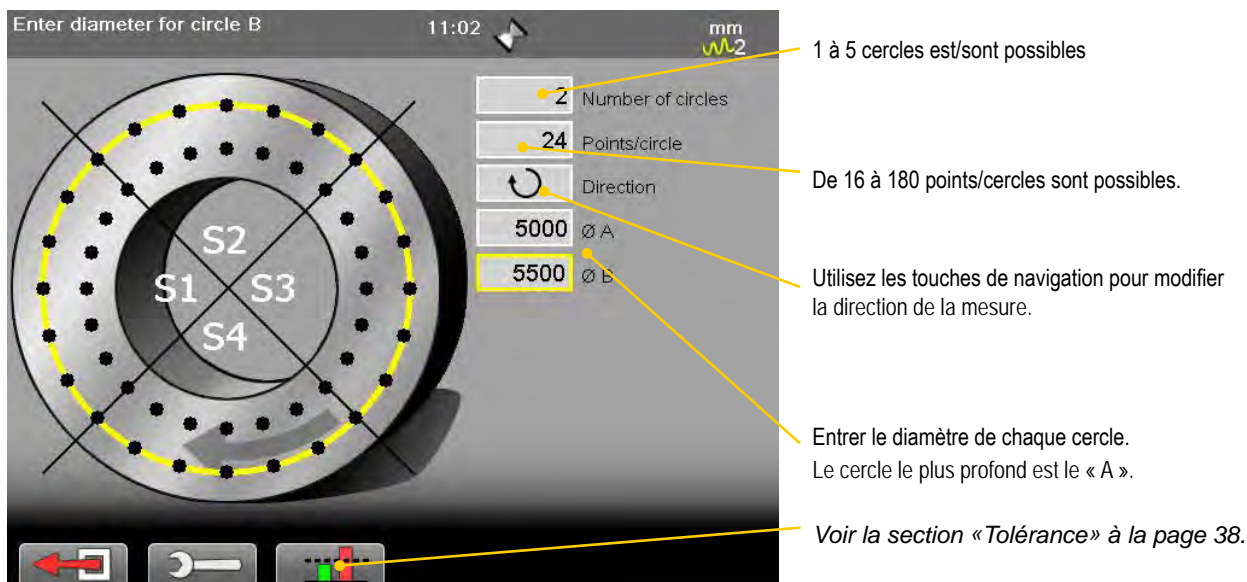 Enter diameter for circle B
11:02
mm
2
2 Number of circles
24 Points/circle
Direction
5000 Ø A
5500 Ø B
S2
S1 S3
S4
1 à 5 cercles est/sont possibles
De 16 à 180 points/cercles sont possibles.
Utilisez les touches de navigation pour modifier
la direction de la mesure.
Entrer le diamètre de chaque cercle.
Le cercle le plus profond est le « A ».
Voir la section «Tolérance» à la page 38.